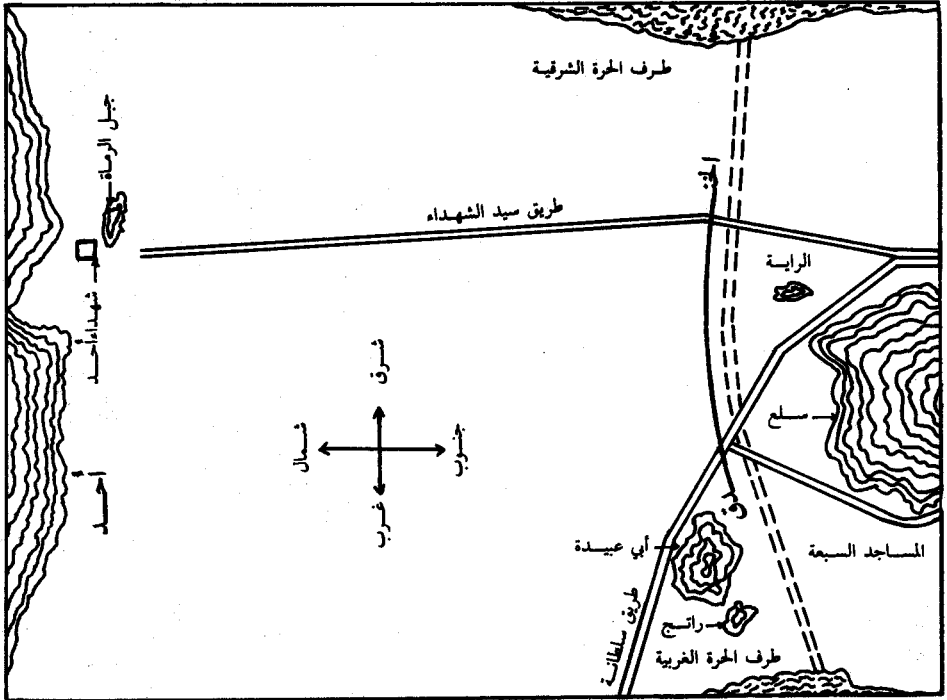 طرف الحرة الشرقية
جبل الرماة
الخندق
طريق سيد الشهداء
الراية
شهداء أحد
شرق
شمال
جنوب
غرب
سلع
أحد
أبي عبيدة
المساجد السبعة
راتج
طريق سلطانة
طرف الحرة الغربية